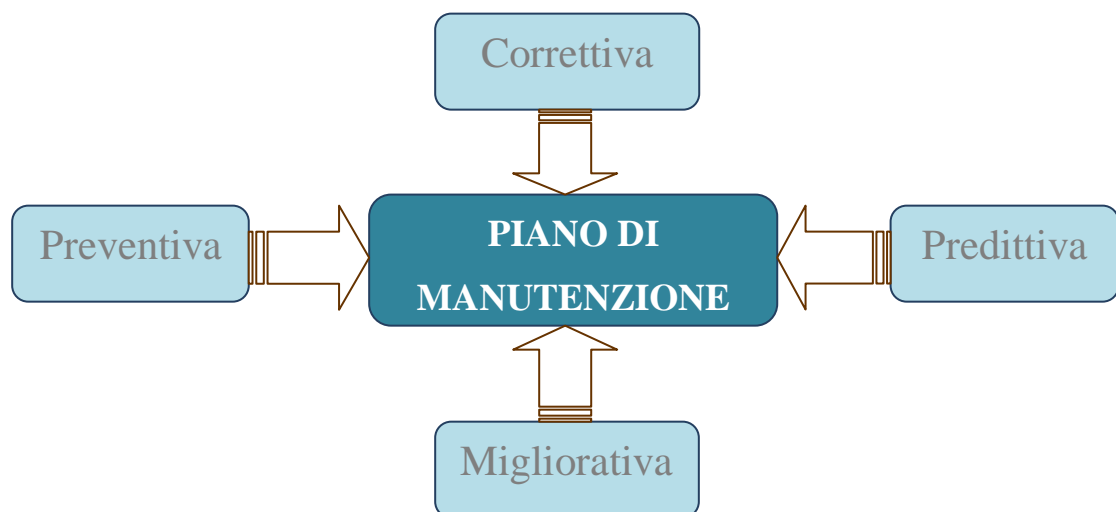 Correttiva
Preventiva
PIANO DI
MANUTENZIONE
Predittiva
Migliorativa